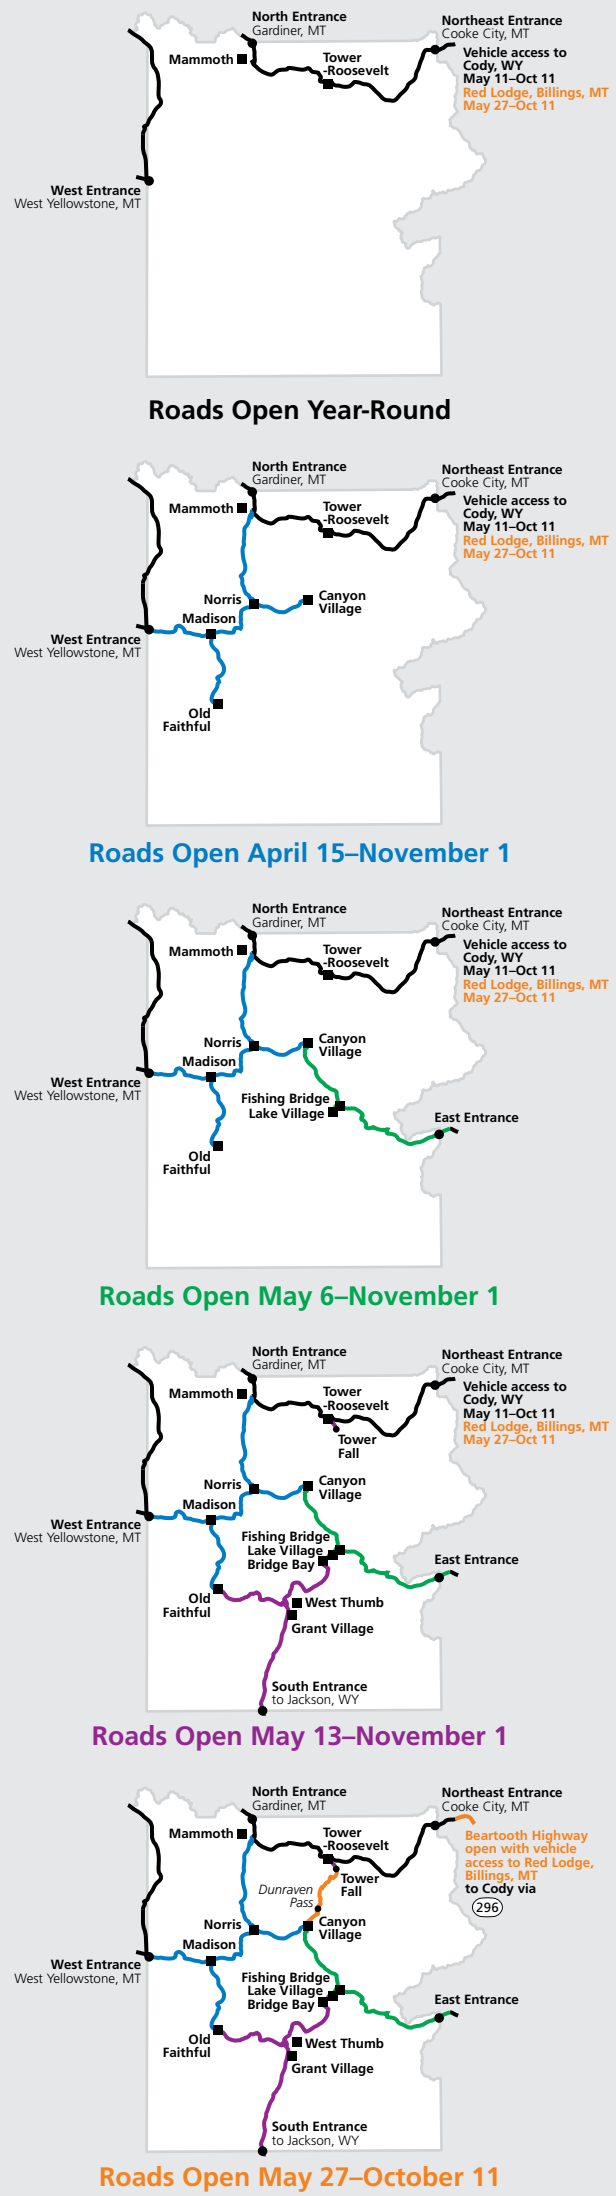 North Entrance
Gardiner, MT
Northeast Entrance
Cooke City, MT
Mammoth
Tower
-Roosevelt
Vehicle access to
Cody, WY
May 11–Oct 11
Red Lodge, Billings, MT
May 27–Oct 11
West Entrance
West Yellowstone, MT
Roads Open Year-Round
North Entrance
Gardiner, MT
Northeast Entrance
Cooke City, MT
Mammoth
Tower
-Roosevelt
Vehicle access to
Cody, WY
May 11–Oct 11
Red Lodge, Billings, MT
May 27–Oct 11
Norris
Canyon
Village
Madison
West Entrance
West Yellowstone, MT
Old
Faithful
Roads Open April 15–November 1
North Entrance
Gardiner, MT
Northeast Entrance
Cooke City, MT
Mammoth
Tower
-Roosevelt
Vehicle access to
Cody, WY
May 11–Oct 11
Red Lodge, Billings, MT
May 27–Oct 11
Norris
Canyon
Village
Madison
West Entrance
West Yellowstone, MT
Fishing Bridge
Lake Village
East Entrance
Old
Faithful
Roads Open May 6–November 1
North Entrance
Gardiner, MT
Northeast Entrance
Cooke City, MT
Mammoth
Tower
-Roosevelt
Vehicle access to
Cody, WY
May 11–Oct 11
Red Lodge, Billings, MT
May 27–Oct 11
Tower
Fall
Norris
Canyon
Village
Madison
West Entrance
West Yellowstone, MT
Fishing Bridge
Lake Village
Bridge Bay
East Entrance
Old
Faithful
West Thumb
Grant Village
South Entrance
to Jackson, WY
Roads Open May 13–November 1
North Entrance
Gardiner, MT
Northeast Entrance
Cooke City, MT
Mammoth
Tower
-Roosevelt
Beartooth Highway
open with vehicle
access to Red Lodge,
Billings, MT
to Cody via
296
Tower
Fall
Dunraven
Pass
Norris
Canyon
Village
Madison
West Entrance
West Yellowstone, MT
Fishing Bridge
Lake Village
Bridge Bay
East Entrance
Old
Faithful
West Thumb
Grant Village
South Entrance
to Jackson, WY
Roads Open May 27–October 11